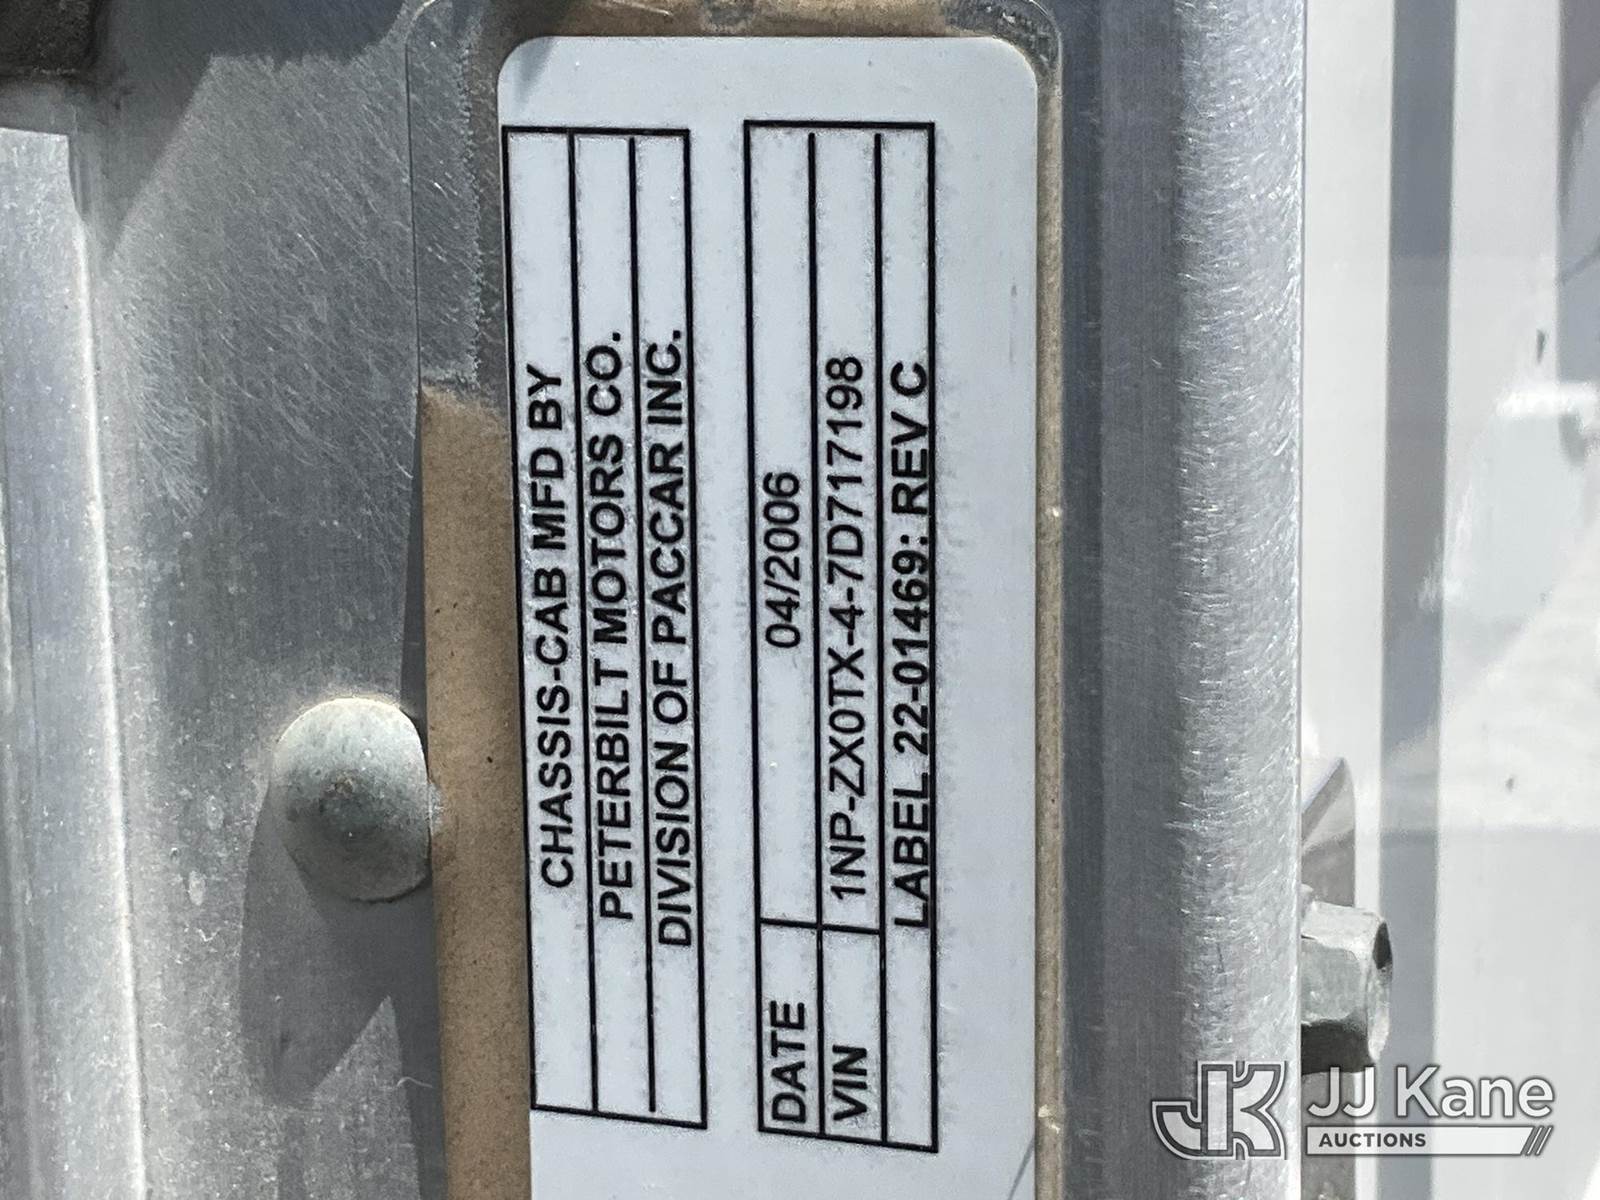 CHASSIS-CAB MFD BY
PETERBILT MOTORS CO.
DIVISION OF PACCAR INC.
DATE 04/2006
VIN 1NP-ZX0TX-4-7D717198
LABEL 22-01469: REV C
JK JJ Kane
AUCTIONS